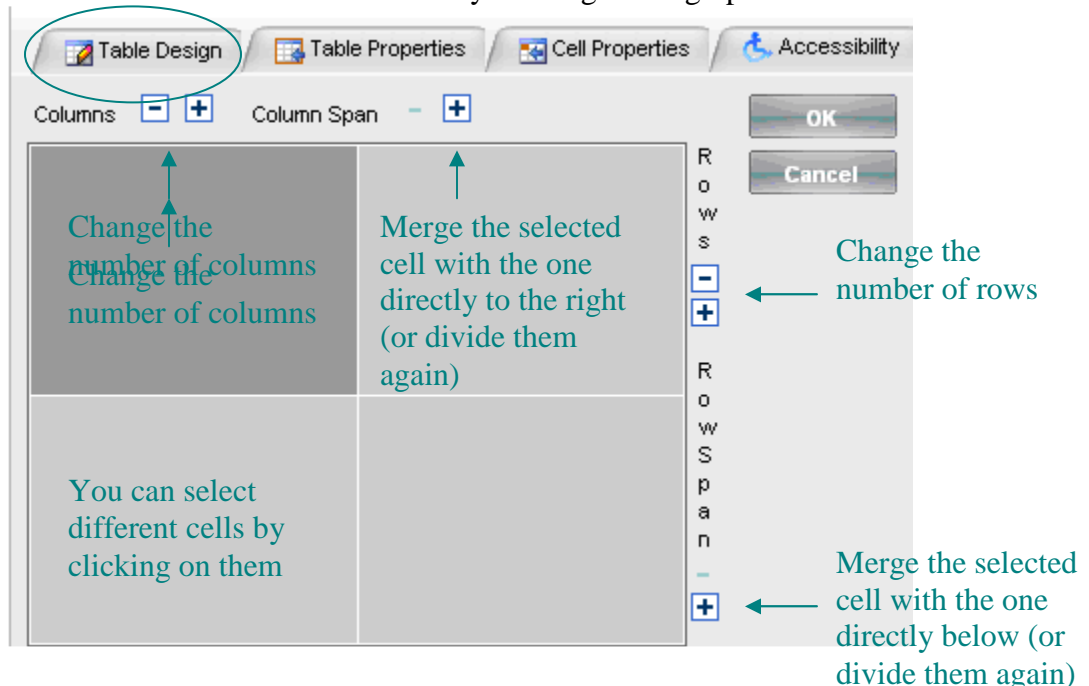 Table Design Table Properties Cell Properties Accessibility
Columns - + Column Span - +
OK
Cancel
Rows
- +
Row Span
- +
Change the
number of columns
Change the
number of columns
Merge the selected
cell with the one
directly to the right
(or divide them
again)
Change the
number of rows
You can select
different cells by
clicking on them
Merge the selected
cell with the one
directly below (or
divide them again)